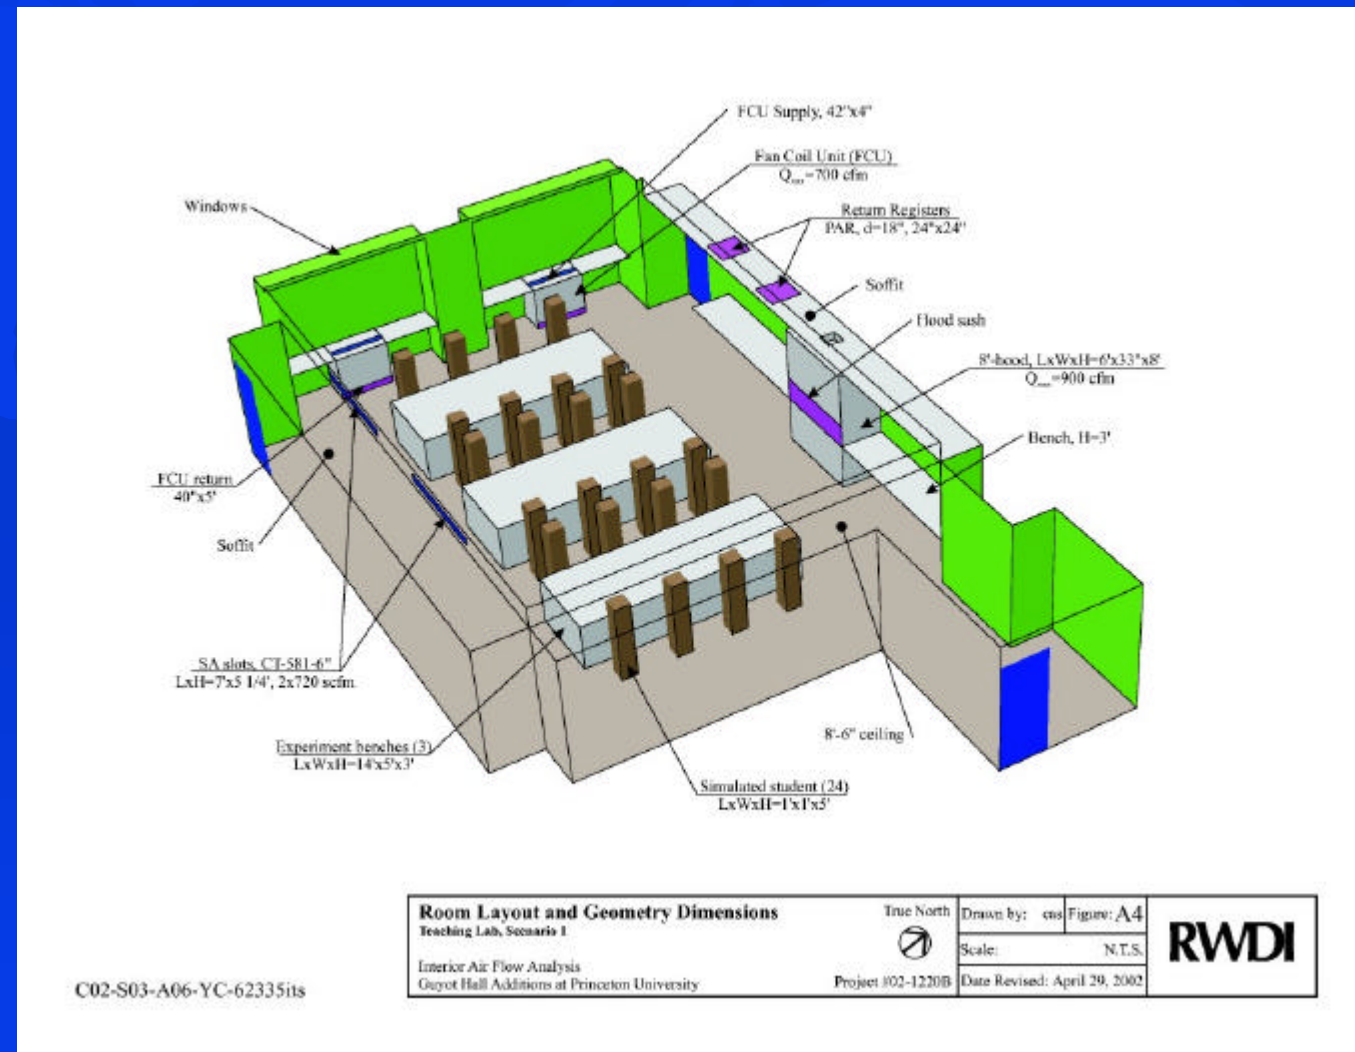 FCU Supply, 42"x4"
Fan Coil Unit (FCU)
=700 cfm
Windows
Return Registers
PAR, d=18", 24"x24"
Soffit
Hood sash
8'-hood, LxWxH=6'x33"x8'
=900 cfm
Bench, H=3'
FCU return
40"x5'
Soffit
SA slots, CT-581-6"
LxH=7'x5 1/4', 2x720 scfm
Experiment benches (3)
LxWxH=14'x5'x3'
8'-6" ceiling
Simulated student (24)
LxWxH=1'x1'x5'
Room Layout and Geometry Dimensions
Teaching Lab, Scenario 1
Interior Air Flow Analysis
Guyot Hall Additions at Princeton University
True North
Project #02-1220B
Drawn by: cns
Figure: A4
Scale: N.T.S.
Date Revised: April 29, 2002
RWDI
C02-S03-A06-YC-62335its